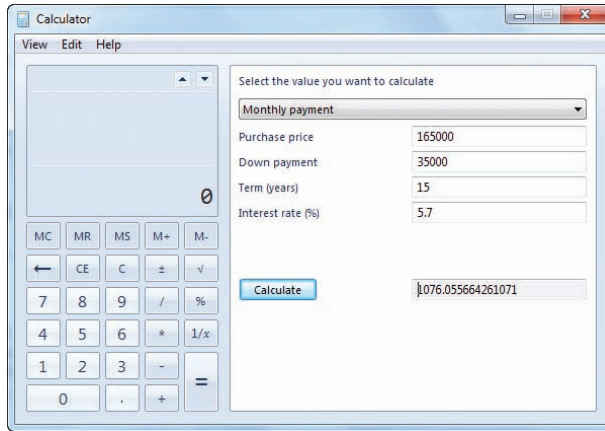 Calculator
View Edit Help
0
MC MR MS M+ M-
← CE C ± √
7 8 9 / %
4 5 6 * 1/x
1 2 3 - =
0 . +
Select the value you want to calculate
Monthly payment
Purchase price 165000
Down payment 35000
Term (years) 15
Interest rate (%) 5.7
Calculate 1076.055664261071